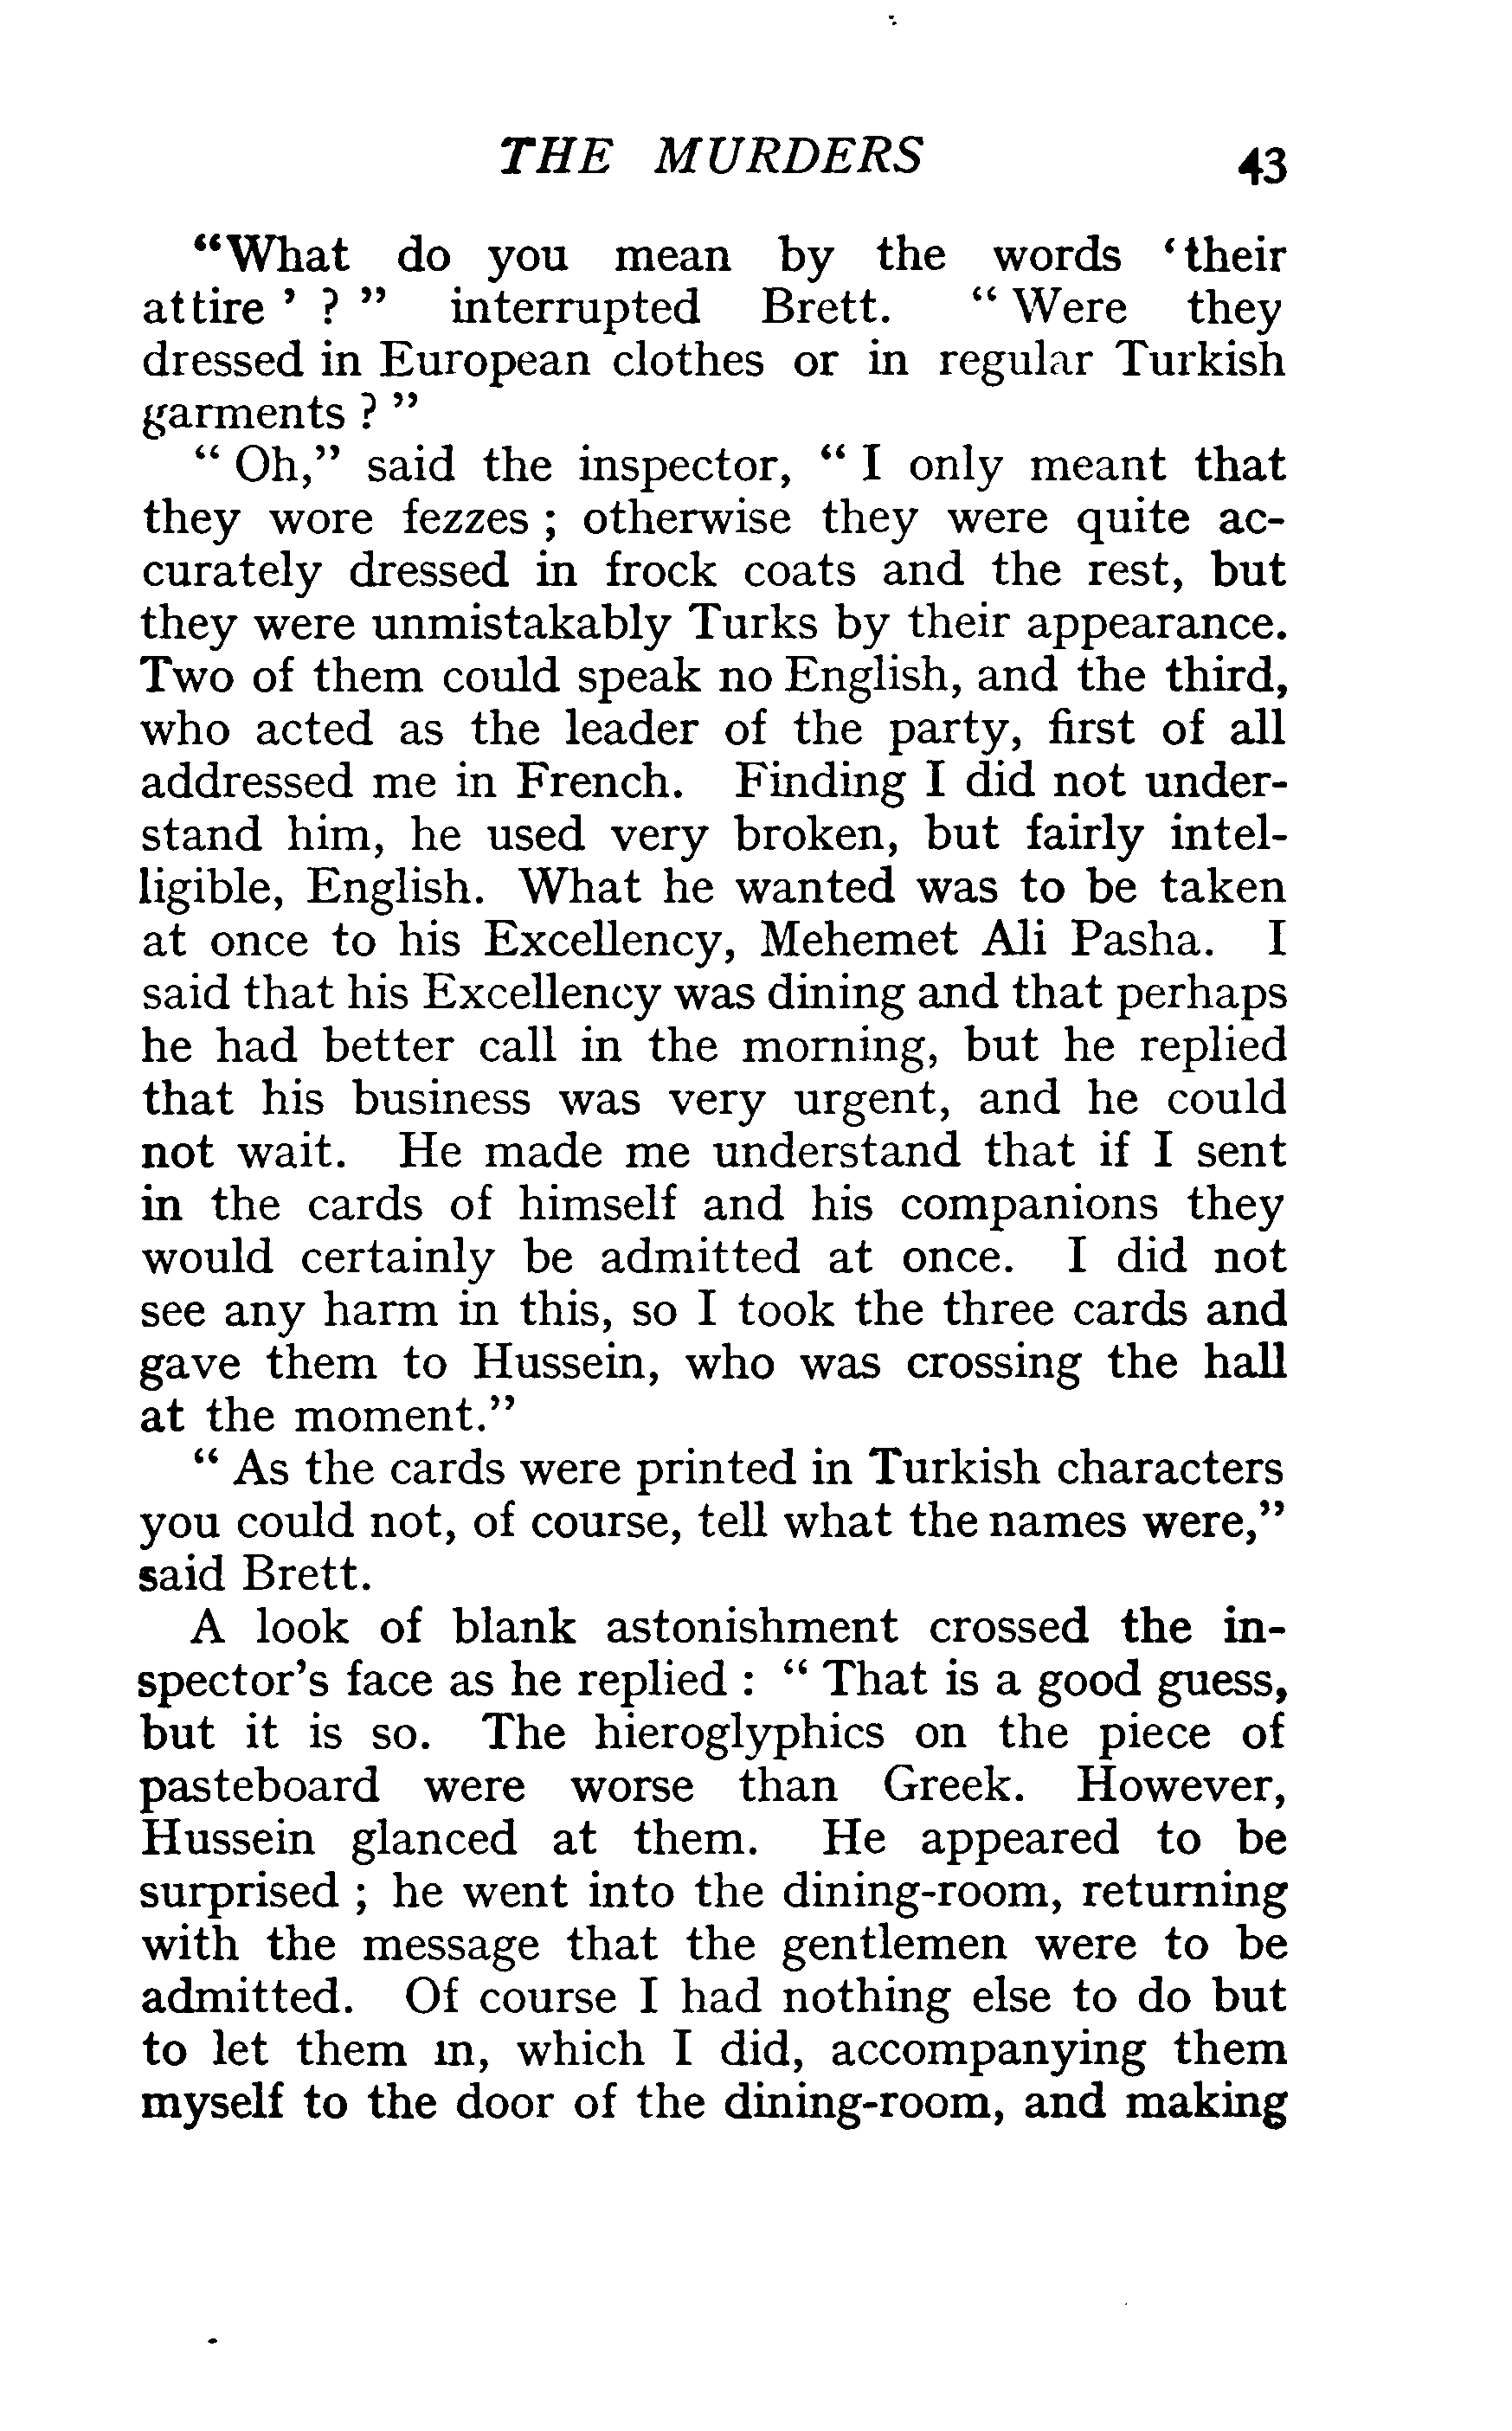 THE MURDERS 43
“What do you mean by the words ‘their
attire ’ ? ” interrupted Brett. “ Were they
dressed in European clothes or in regular Turkish
garments ? ”
“ Oh,” said the inspector, “ I only meant that
they wore fezzes ; otherwise they were quite ac-
curately dressed in frock coats and the rest, but
they were unmistakably Turks by their appearance.
Two of them could speak no English, and the third,
who acted as the leader of the party, first of all
addressed me in French. Finding I did not under-
stand him, he used very broken, but fairly intel-
ligible, English. What he wanted was to be taken
at once to his Excellency, Mehemet Ali Pasha. I
said that his Excellency was dining and that perhaps
he had better call in the morning, but he replied
that his business was very urgent, and he could
not wait. He made me understand that if I sent
in the cards of himself and his companions they
would certainly be admitted at once. I did not
see any harm in this, so I took the three cards and
gave them to Hussein, who was crossing the hall
at the moment.”
“ As the cards were printed in Turkish characters
you could not, of course, tell what the names were,”
said Brett.
A look of blank astonishment crossed the in-
spector’s face as he replied : “ That is a good guess,
but it is so. The hieroglyphics on the piece of
pasteboard were worse than Greek. However,
Hussein glanced at them. He appeared to be
surprised ; he went into the dining-room, returning
with the message that the gentlemen were to be
admitted. Of course I had nothing else to do but
to let them in, which I did, accompanying them
myself to the door of the dining-room, and making